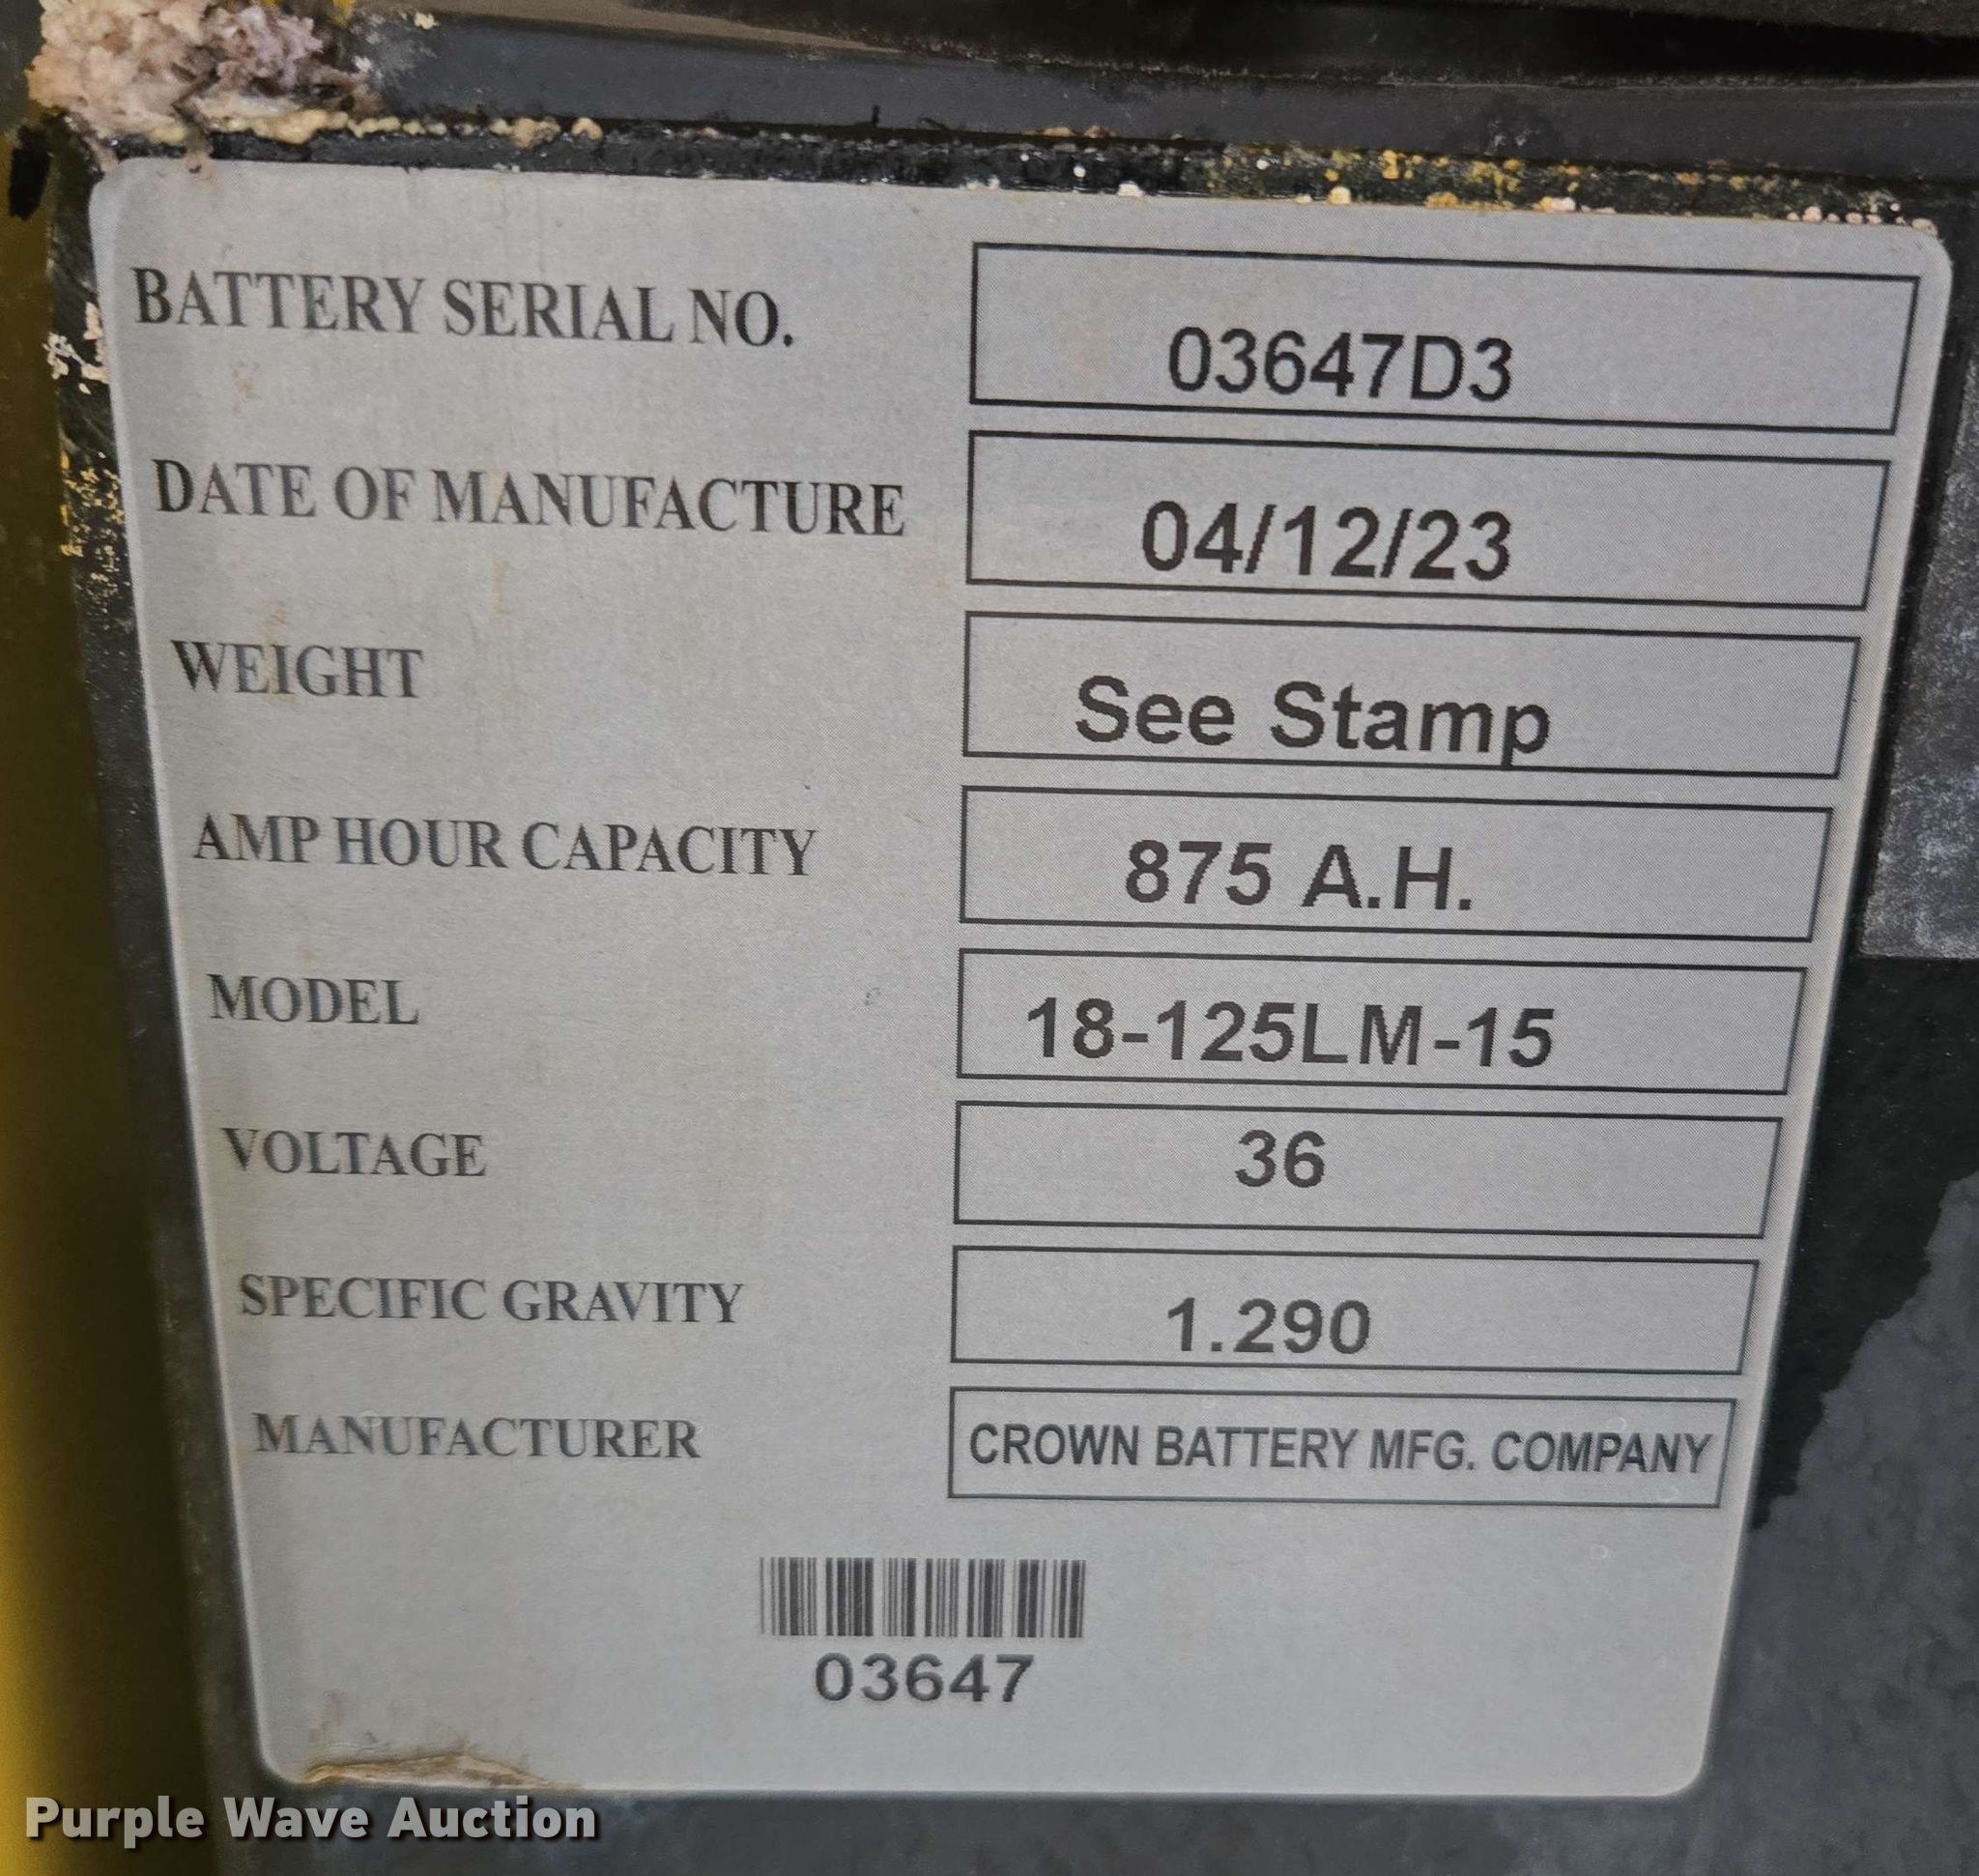 BATTERY SERIAL NO. 03647D3
DATE OF MANUFACTURE 04/12/23
WEIGHT See Stamp
AMP HOUR CAPACITY 875 A.H.
MODEL 18-125LM-15
VOLTAGE 36
SPECIFIC GRAVITY 1.290
MANUFACTURER CROWN BATTERY MFG. COMPANY
03647
Purple Wave Auction